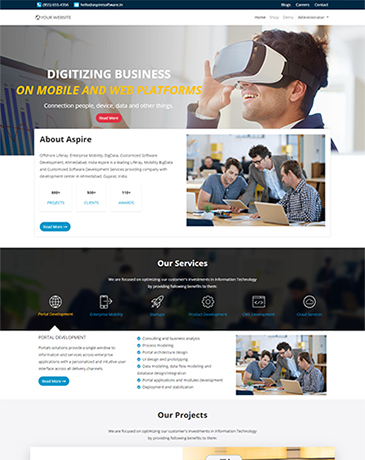 (855)-655-4356 hello@aspiresoftware.in Blogs Careers Contact
YOUR WEBSITE Home Shop Demo Administrator
DIGITIZING BUSINESS
ON MOBILE AND WEB PLATFORMS
Connection people, device, data and other things.
Read More
About Aspire
Offshore Liferay, Enterprise Mobility, BigData, Customized Software
Development, Ahmedabad, India Aspire is a leading Liferay, Mobility BigData
and Customized Software Development Services providing company with
development center in Ahmedabad, Gujarat, India.
PROJECTS CLIENTS AWARDS
Read More
Our Services
We are focused on optimizing our customer's investments in Information Technology
by providing following benefits to them:
Portal Development Enterprise Mobility Startups Product Development CMS Development Cloud Services
PORTAL DEVELOPMENT
Portals solutions provide a single window to
information and services across enterprise
applications with a personalized and intuitive user
interface across all delivery channels.
Read More
Consulting and business analysis
Process modeling
Portal architecture design
UI design and prototyping
Data modeling, data flow modeling and
database design/integration
Portal applications and modules development
Deployment and stabilization
Our Projects
We are focused on optimizing our customer's investments in Information Technology
by providing following benefits to them: